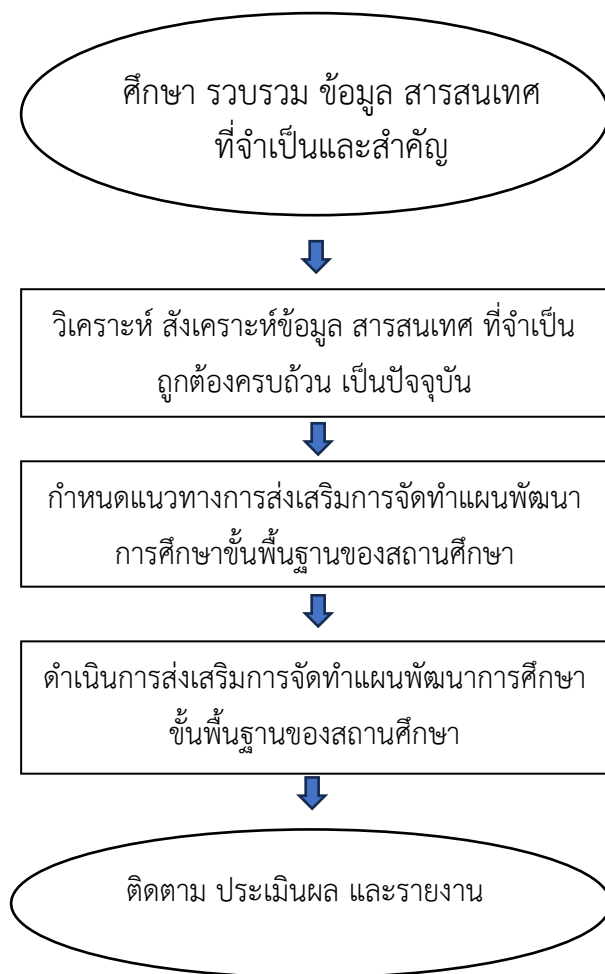 ศึกษา รวบรวม ข้อมูล สารสนเทศ
ที่จำเป็นและสำคัญ
วิเคราะห์ สังเคราะห์ข้อมูล สารสนเทศ ที่จำเป็น
ถูกต้องครบถ้วน เป็นปัจจุบัน
กำหนดแนวทางการส่งเสริมการจัดทำแผนพัฒนา
การศึกษาขั้นพื้นฐานของสถานศึกษา
ดำเนินการส่งเสริมการจัดทำแผนพัฒนาการศึกษา
ขั้นพื้นฐานของสถานศึกษา
ติดตาม ประเมินผล และรายงาน